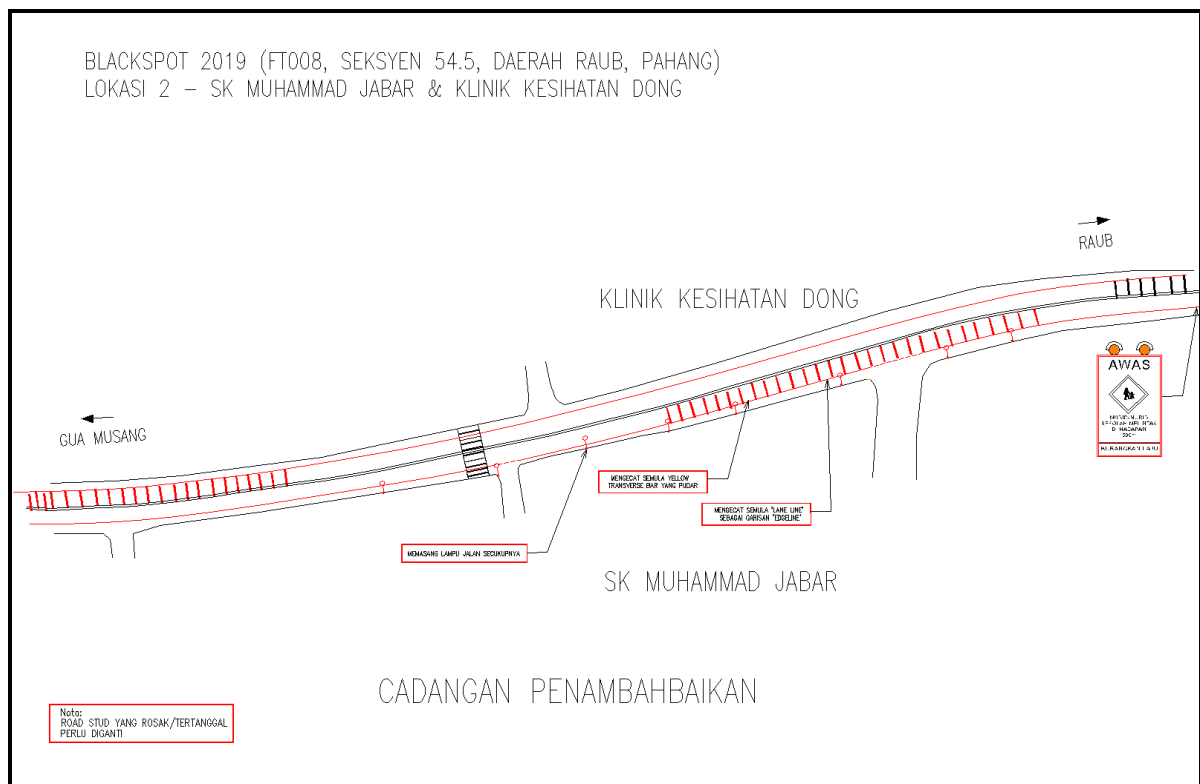 BLACKSPOT 2019 (FT008, SEKSYEN 54.5, DAERAH RAUB, PAHANG)
LOKASI 2 – SK MUHAMMAD JABAR & KLINIK KESIHATAN DONG
RAUB
KLINIK KESIHATAN DONG
AWAS
GUA MUSANG
MENGECAT SEMULA YELLOW
TRANSVERSE BAR YANG PUDAR
MENGECAT SEMULA "LANE LINE"
SEBAGAI GARISAN "EDGELINE"
MEMASANG LAMPU JALAN SECUKUPNYA
SK MUHAMMAD JABAR
CADANGAN PENAMBAHBAIKAN
Nota:
ROAD STUD YANG ROSAK/TERTANGGAL
PERLU DIGANTI